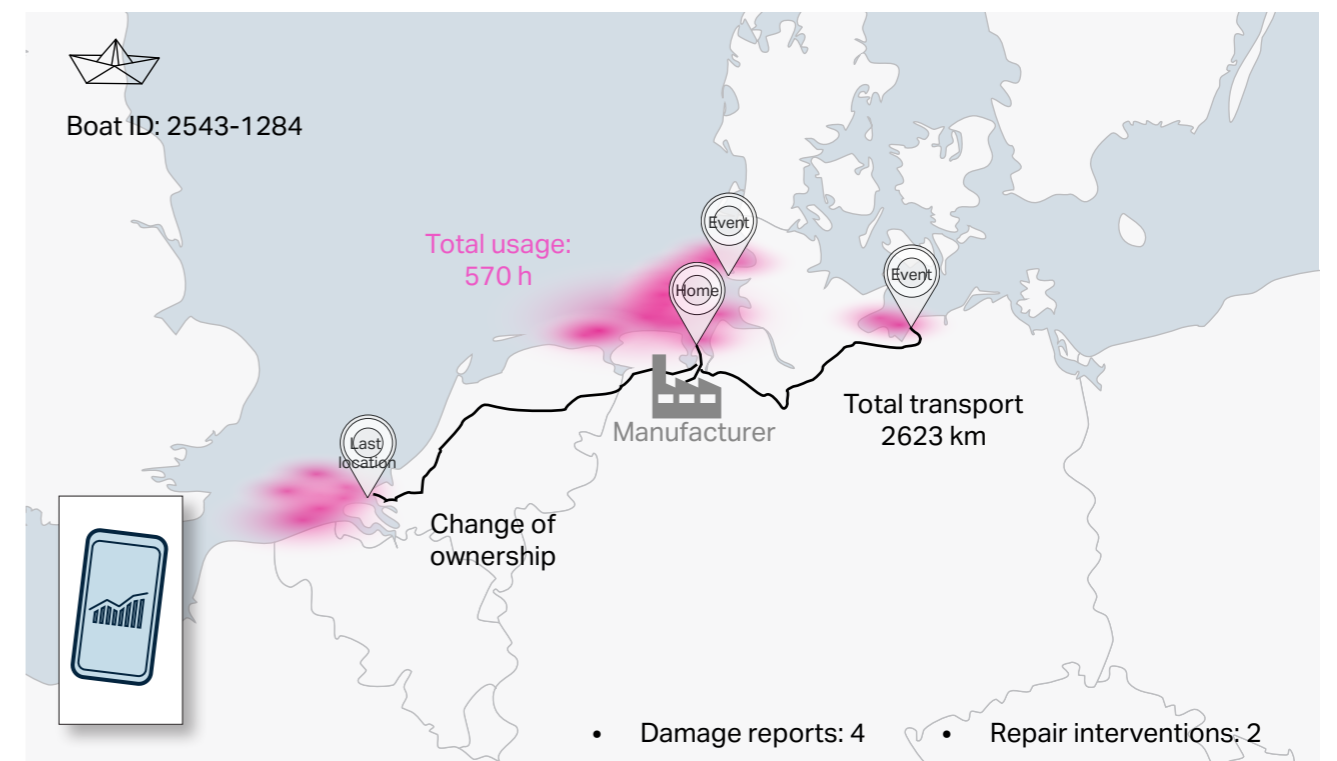 Boat ID: 2543-1284
Total usage:
570 h
Event
Home
Event
Manufacturer
Total transport
2623 km
Last
location
Change of
ownership
• Damage reports: 4
• Repair interventions: 2